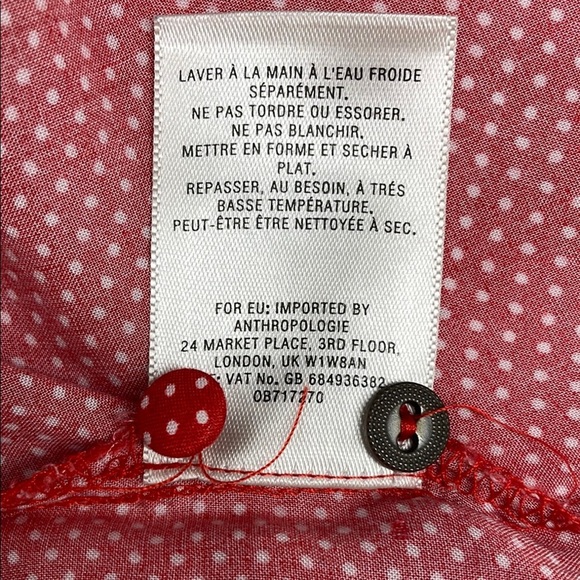 LAVER À LA MAIN À L'EAU FROIDE
SÉPARÉMENT.
NE PAS TORDRE OU ESSORER.
NE PAS BLANCHIR.
METTRE EN FORME ET SECHER À
PLAT.
REPASSER, AU BESOIN, À TRÉS
BASSE TEMPÉRATURE.
PEUT-ÊTRE ÊTRE NETTOYÉE À SEC.
FOR EU: IMPORTED BY
ANTHROPOLOGIE
24 MARKET PLACE, 3RD FLOOR,
LONDON, UK W1W8AN
: VAT No. GB 684936382
0B717270